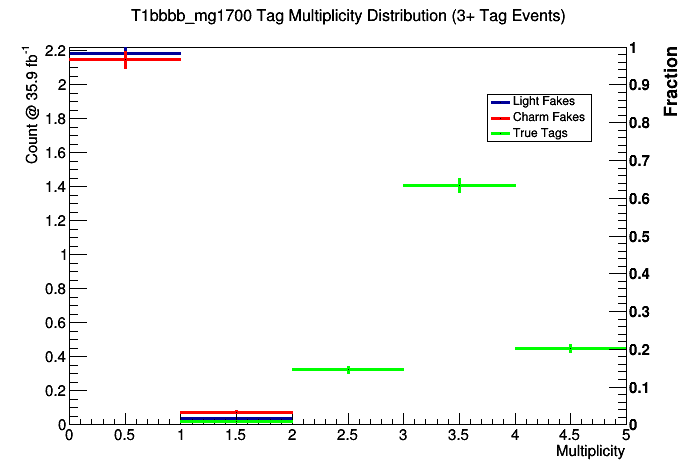 T1bbbb_mg1700 Tag Multiplicity Distribution (3+ Tag Events)
Count @ 35.9 fb⁻¹
2.2
2
1.8
1.6
1.4
1.2
1
0.8
0.6
0.4
0.2
0
Light Fakes
Charm Fakes
True Tags
Fraction
1
0.9
0.8
0.7
0.6
0.5
0.4
0.3
0.2
0.1
0
0 0.5 1 1.5 2 2.5 3 3.5 4 4.5 5
Multiplicity